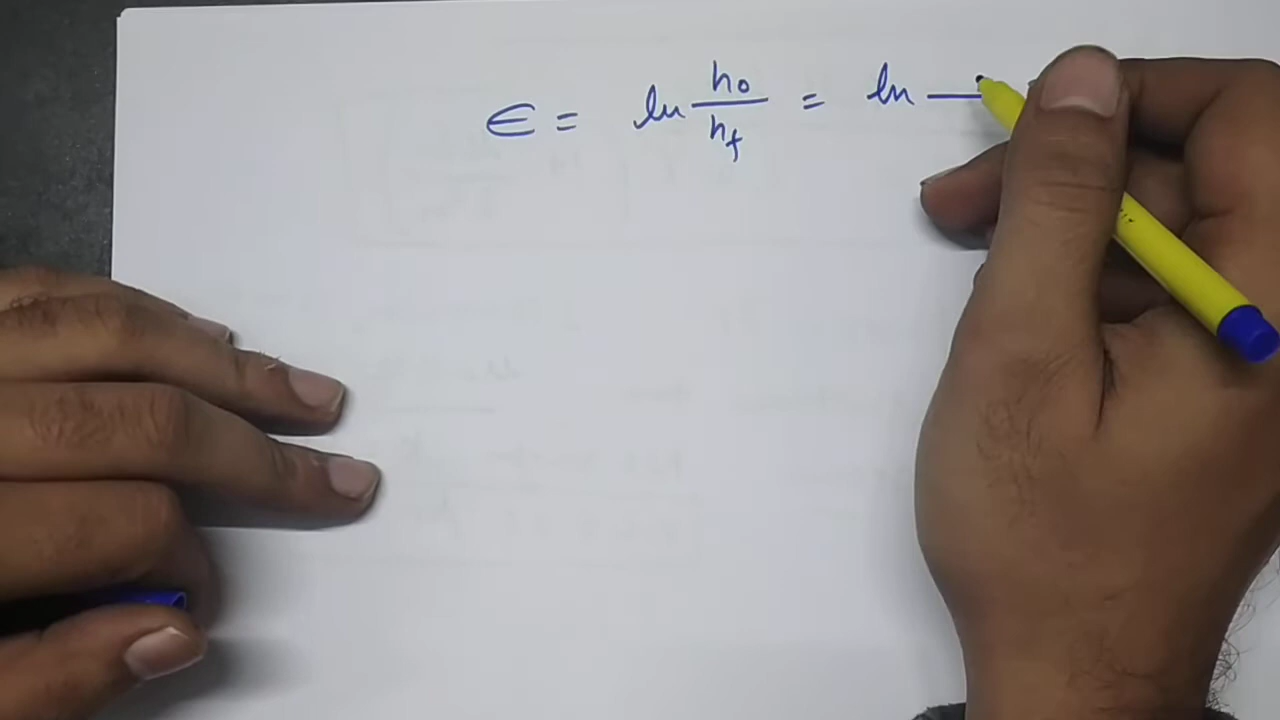 ∈ = ln h₀/h_f = ln —